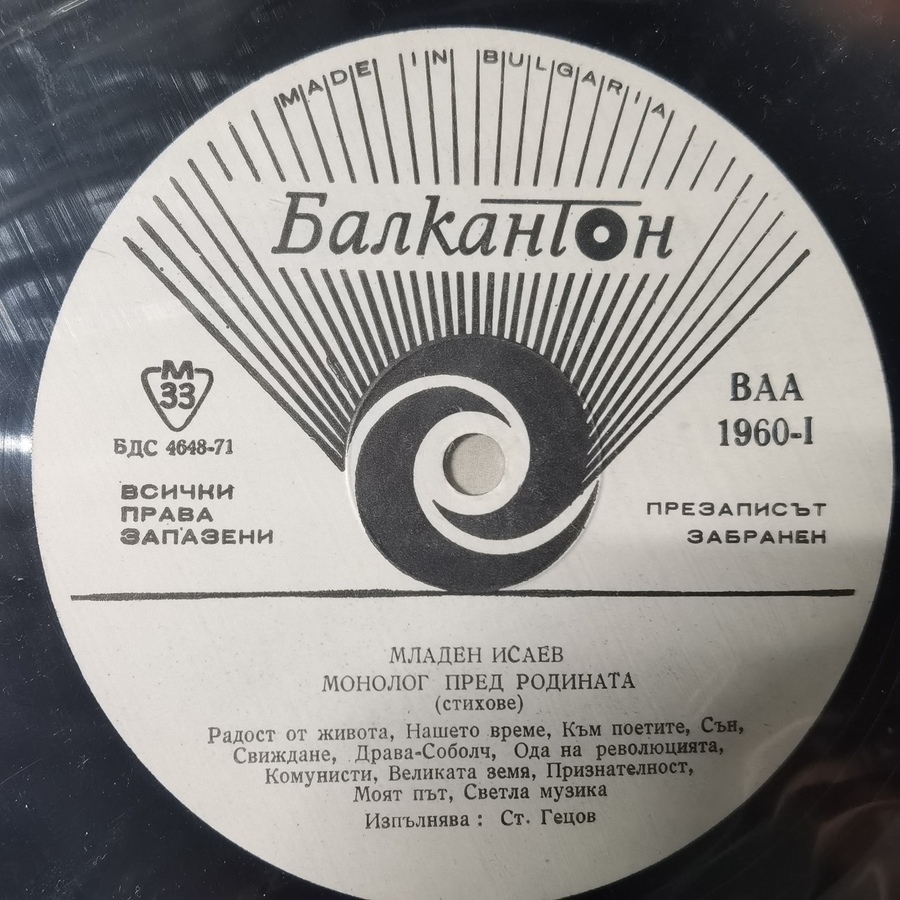 MADE IN BULGARIA
Балкантон
М
33
БДС 4648-71
ВСИЧКИ
ПРАВА
ЗАПАЗЕНИ
ВАА
1960-I
ПРЕЗАПИСЪТ
ЗАБРАНЕН
МЛАДЕН ИСАЕВ
МОНОЛОГ ПРЕД РОДИНАТА
(стихове)
Радост от живота, Нашето време, Към поетите, Сън,
Свиждане, Драва-Соболч, Ода на революцията,
Комунисти, Великата земя, Признателност,
Моят път, Светла музика
Изпълнява : Ст. Гецов